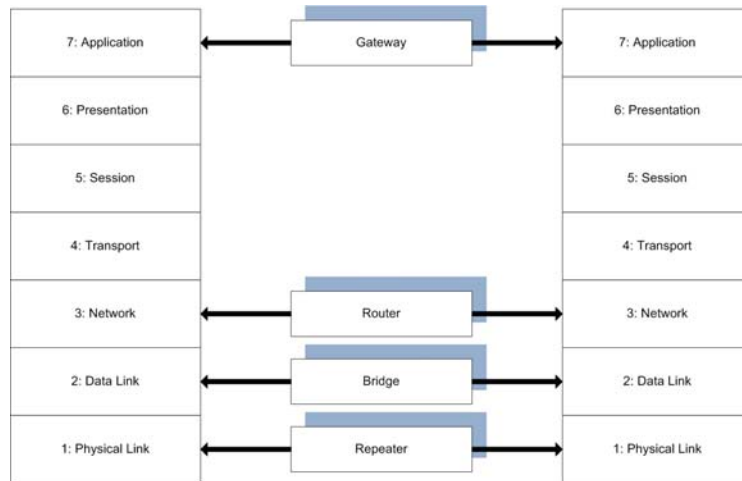 7: Application
Gateway
7: Application
6: Presentation
6: Presentation
5: Session
5: Session
4: Transport
4: Transport
3: Network
Router
3: Network
2: Data Link
Bridge
2: Data Link
1: Physical Link
Repeater
1: Physical Link